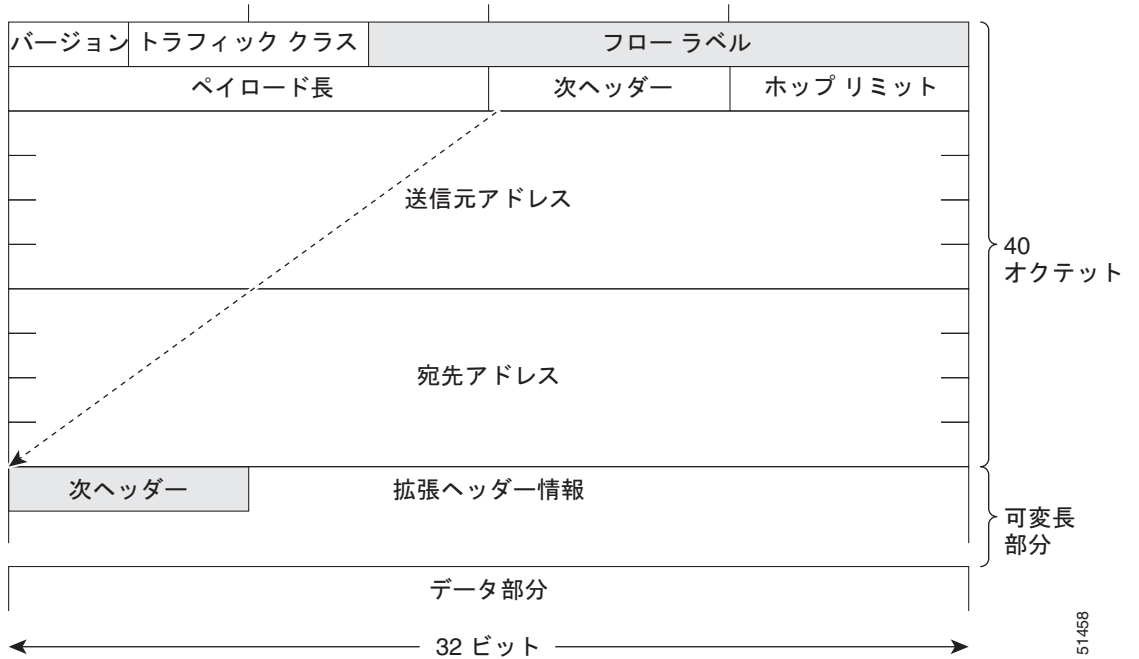 バージョン トラフィック クラス フロー ラベル
ペイロード長 次ヘッダー ホップ リミット
送信元アドレス
40
オクテット
宛先アドレス
次ヘッダー 拡張ヘッダー情報
可変長
部分
データ部分
32 ビット
51458